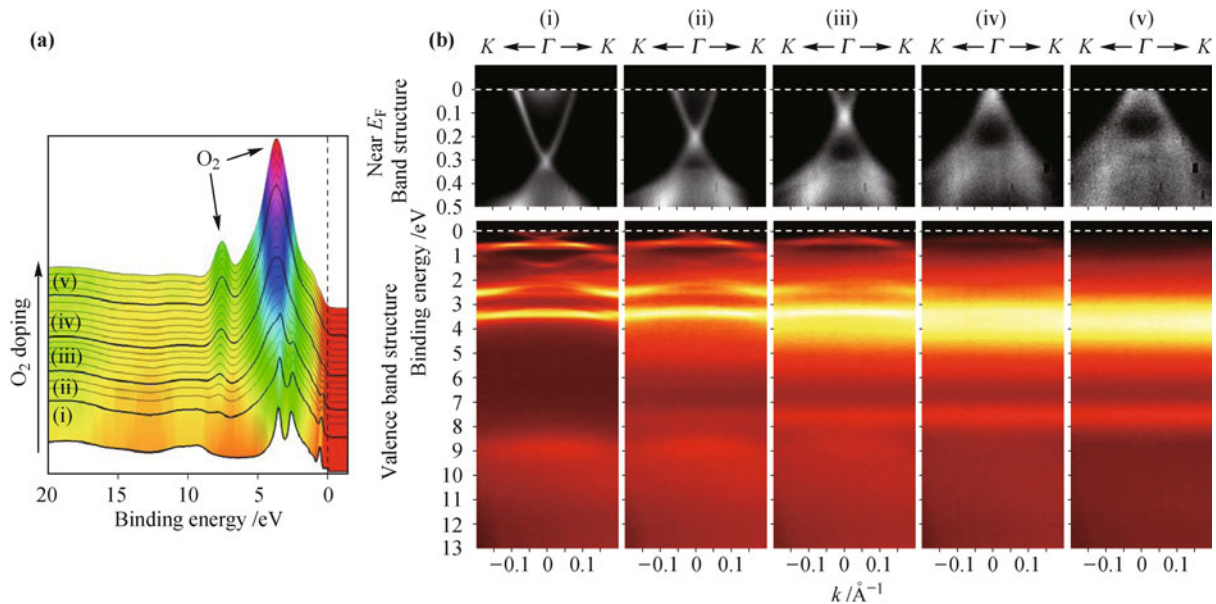 (a)
O₂
O₂ doping
(v)
(iv)
(iii)
(ii)
(i)
20 15 10 5 0
Binding energy /eV
(b)
(i) (ii) (iii) (iv) (v)
K ← Γ → K K ← Γ → K K ← Γ → K K ← Γ → K K ← Γ → K
Near E_F
Band structure
0
0.1
0.2
0.3
0.4
0.5
Valence band structure
Binding energy /eV
0
1
2
3
4
5
6
7
8
9
10
11
12
13
−0.1 0 0.1 −0.1 0 0.1 −0.1 0 0.1 −0.1 0 0.1 −0.1 0 0.1
k /Å⁻¹